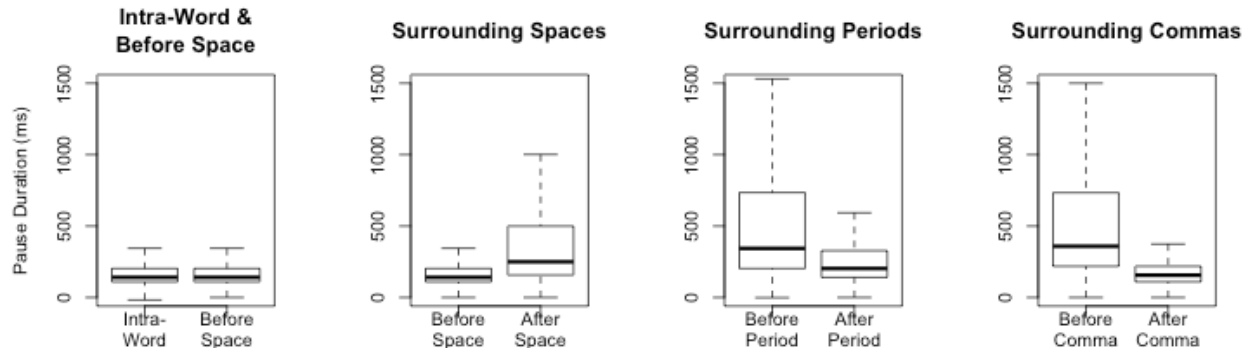 Intra-Word &
Before Space
Surrounding Spaces
Surrounding Periods
Surrounding Commas
Pause Duration (ms)
1500
1000
500
0
Intra-
Word
Before
Space
1500
1000
500
0
Before
Space
After
Space
1500
1000
500
0
Before
Period
After
Period
1500
1000
500
0
Before
Comma
After
Comma